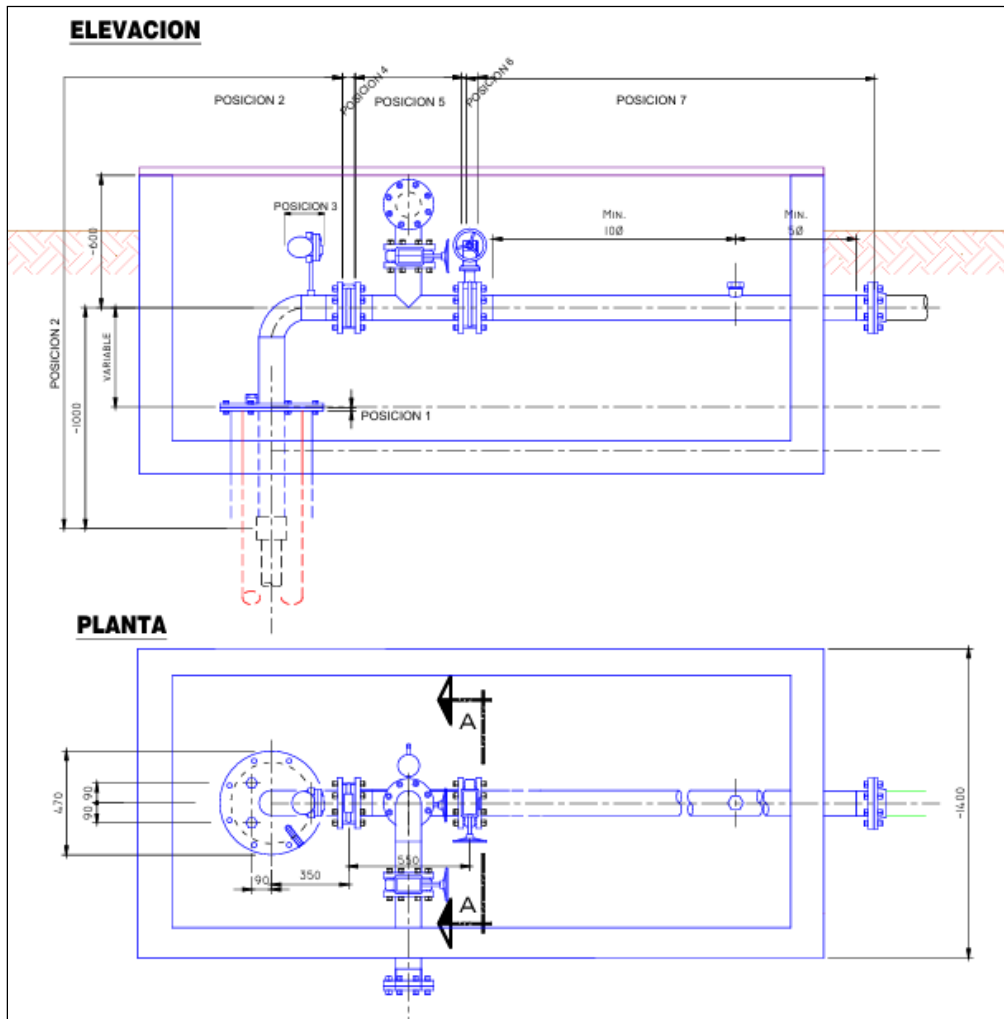 ELEVACION
POSICION 2
POSICION 4
POSICION 5
POSICION 6
POSICION 7
POSICION 3
MIN.
10Ø
MIN.
5Ø
-600
POSICION 2
VARIABLE
-1000
POSICION 1
PLANTA
A
470
90
90
-1400
550
90
350
A